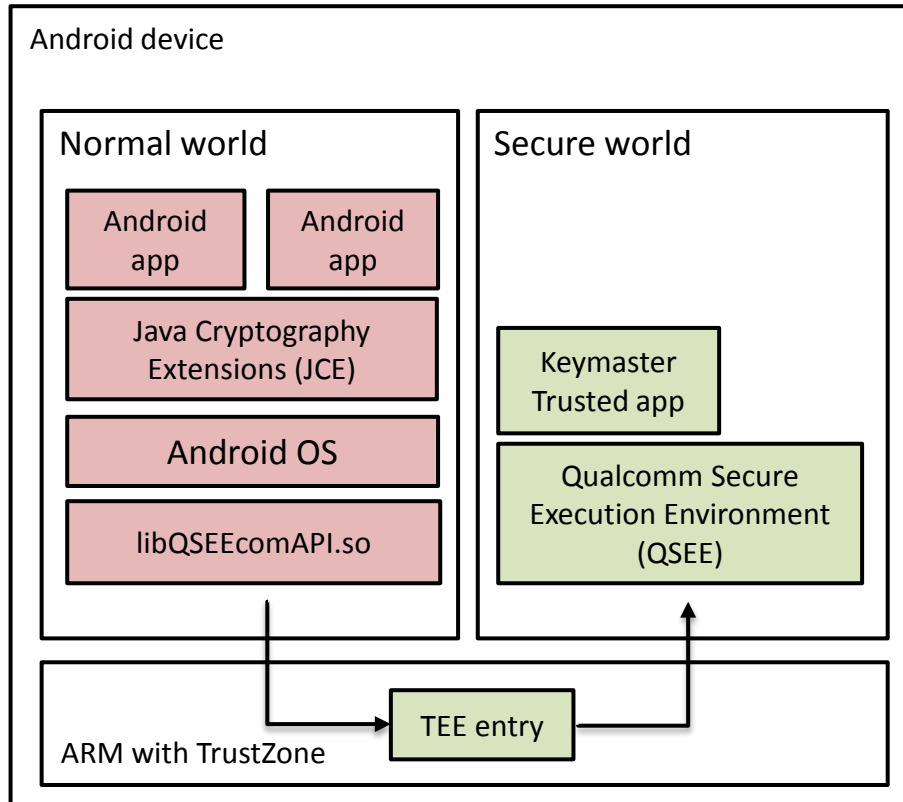 Android device
Normal world
Android
app
Android
app
Java Cryptography
Extensions (JCE)
Android OS
libQSEEcomAPI.so
Secure world
Keymaster
Trusted app
Qualcomm Secure
Execution Environment
(QSEE)
TEE entry
ARM with TrustZone